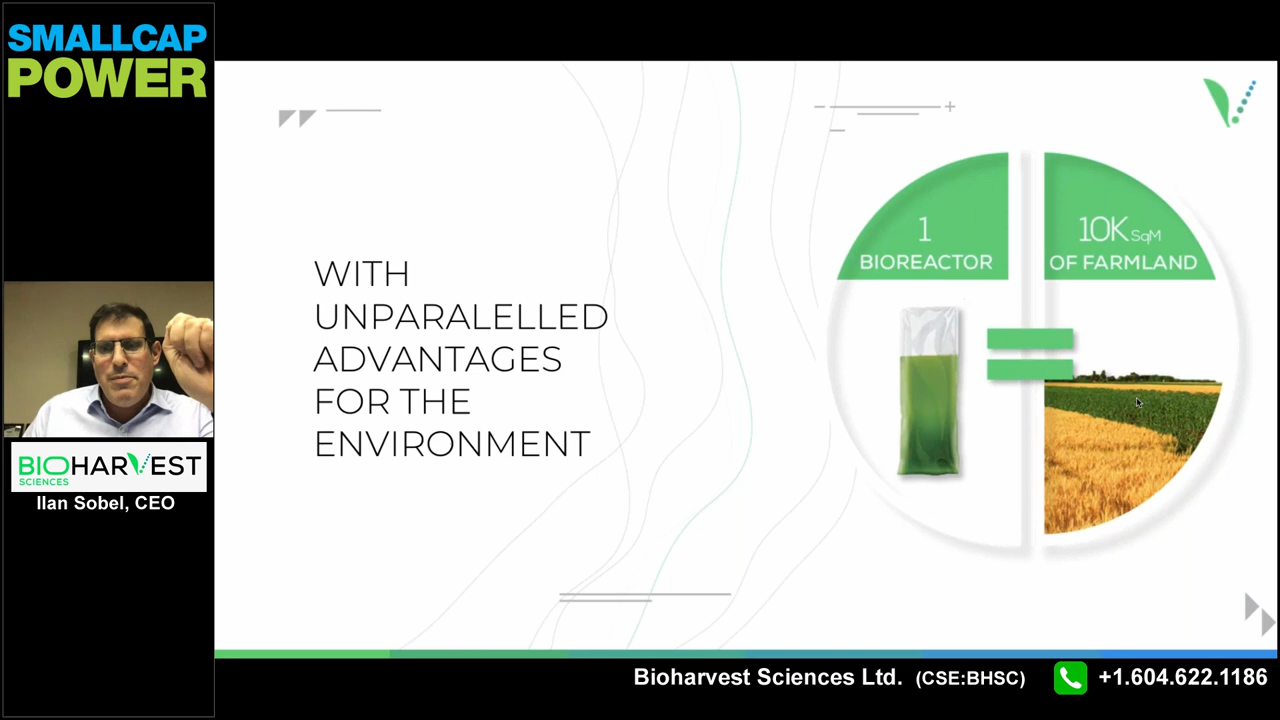 SMALLCAP
POWER
WITH
UNPARALELLED
ADVANTAGES
FOR THE
ENVIRONMENT
1
BIOREACTOR
10K SqM
OF FARMLAND
BIOHARVEST
SCIENCES
Ilan Sobel, CEO
Bioharvest Sciences Ltd. (CSE:BHSC) +1.604.622.1186